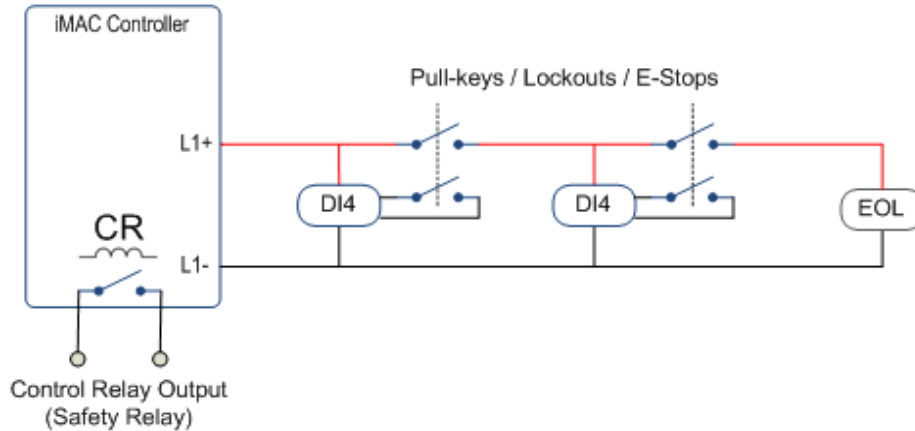 iMAC Controller
Pull-keys / Lockouts / E-Stops
L1+
DI4
DI4
EOL
CR
L1-
Control Relay Output
(Safety Relay)